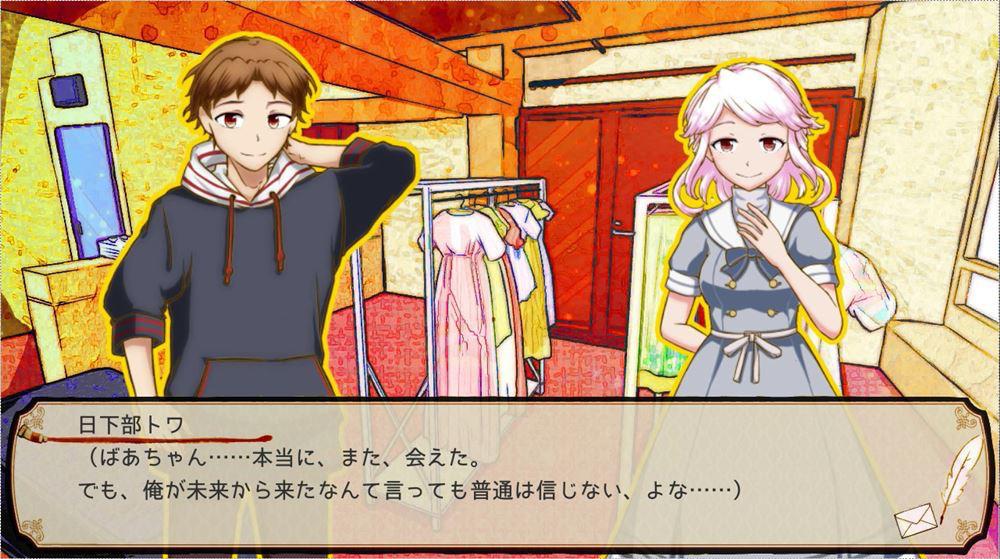 日下部トワ
（ばあちゃん……本当に、また、会えた。
でも、俺が未来から来たなんて言っても普通は信じない、よな……）